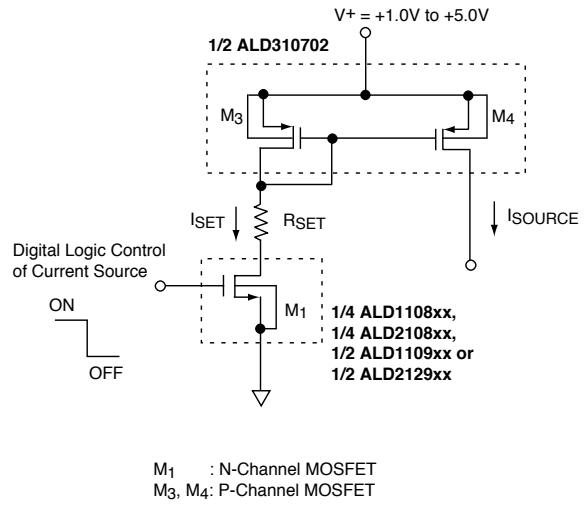 V+ = +1.0V to +5.0V
1/2 ALD310702
M3
M4
ISET
RSET
ISOURCE
Digital Logic Control
of Current Source
ON
OFF
M1
1/4 ALD1108xx,
1/4 ALD2108xx,
1/2 ALD1109xx or
1/2 ALD2129xx
M1 : N-Channel MOSFET
M3, M4: P-Channel MOSFET